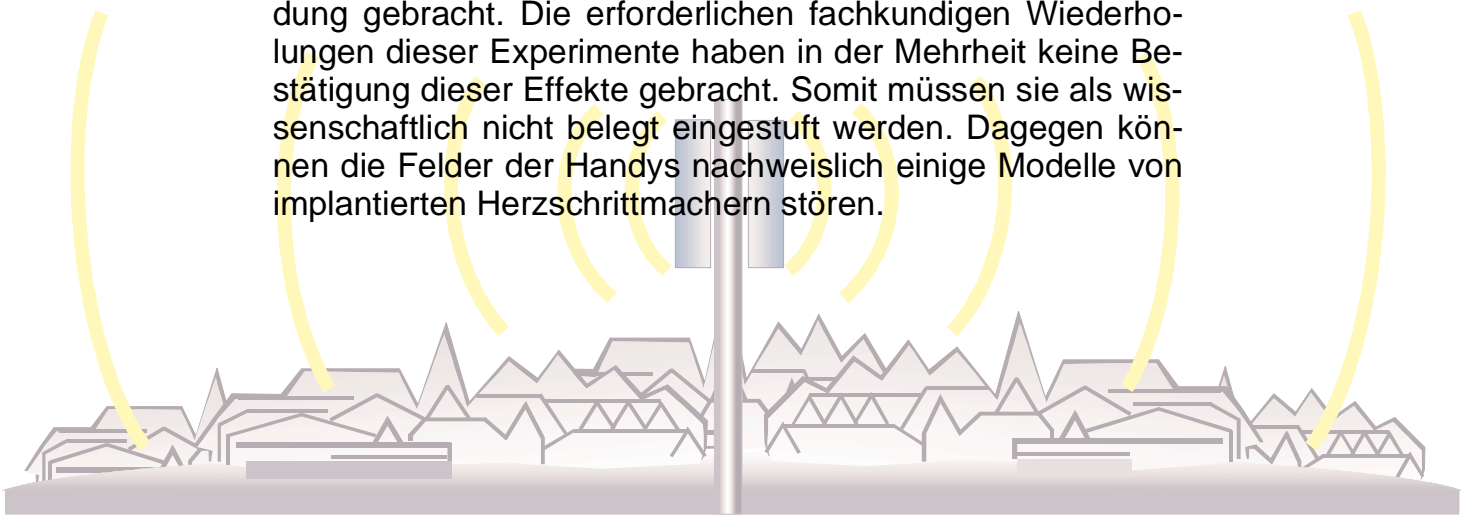 dung gebracht. Die erforderlichen fachkundigen Wiederho-
lungen dieser Experimente haben in der Mehrheit keine Be-
stätigung dieser Effekte gebracht. Somit müssen sie als wis-
senschaftlich nicht belegt eingestuft werden. Dagegen kön-
nen die Felder der Handys nachweislich einige Modelle von
implantierten Herzschrittmachern stören.